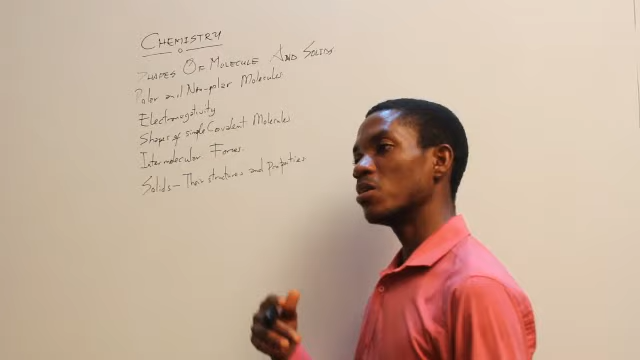 CHEMISTRY
SHAPES OF MOLECULE AND SOLIDS
Polar and Non-polar Molecules
Electronegativity
Shapes of simple Covalent Molecules
Intermolecular Forces.
Solids - Their structures and Properties